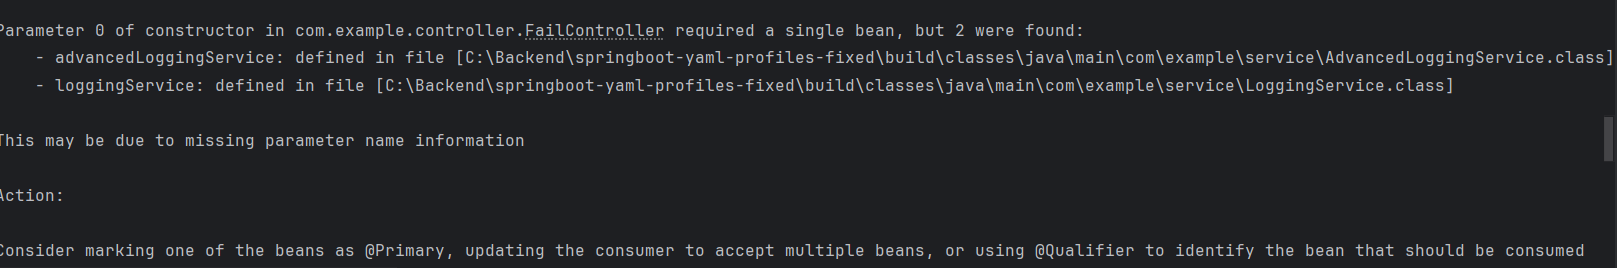 Parameter 0 of constructor in com.example.controller.FailController required a single bean, but 2 were found:
- advancedLoggingService: defined in file [C:\Backend\springboot-yaml-profiles-fixed\build\classes\java\main\com\example\service\AdvancedLoggingService.class]
- loggingService: defined in file [C:\Backend\springboot-yaml-profiles-fixed\build\classes\java\main\com\example\service\LoggingService.class]
This may be due to missing parameter name information
Action:
Consider marking one of the beans as @Primary, updating the consumer to accept multiple beans, or using @Qualifier to identify the bean that should be consumed